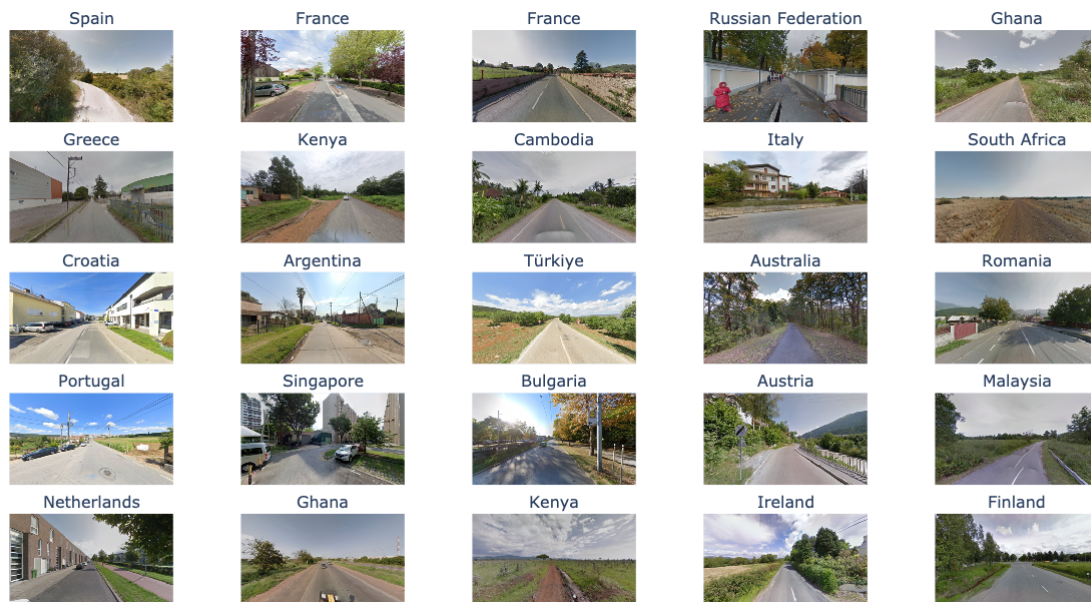 Spain
France
France
Russian Federation
Ghana
Greece
Kenya
Cambodia
Italy
South Africa
Croatia
Argentina
Türkiye
Australia
Romania
Portugal
Singapore
Bulgaria
Austria
Malaysia
Netherlands
Ghana
Kenya
Ireland
Finland